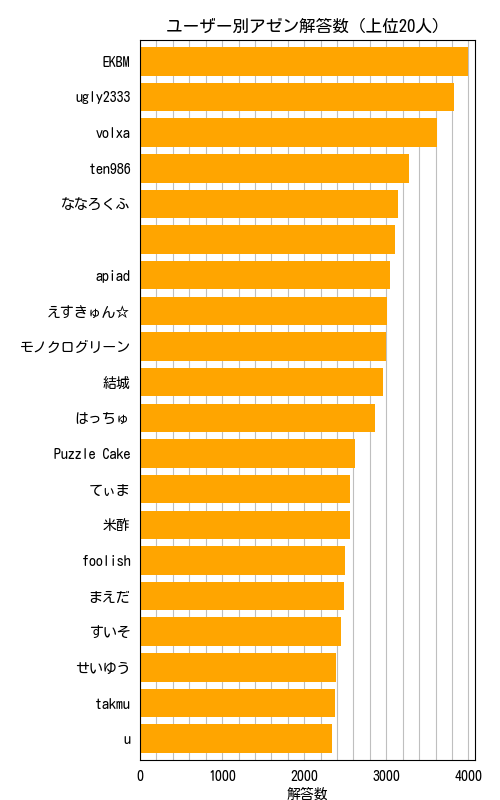 ユーザー別アゼン解答数 (上位20人)
EKBM
ugly2333
volxa
ten986
ななろくふ
apiad
えすきゅん☆
モノクログリーン
結城
はっちゅ
Puzzle Cake
てぃま
米酢
foolish
まえだ
すいそ
せいゆう
takmu
u
0 1000 2000 3000 4000
解答数